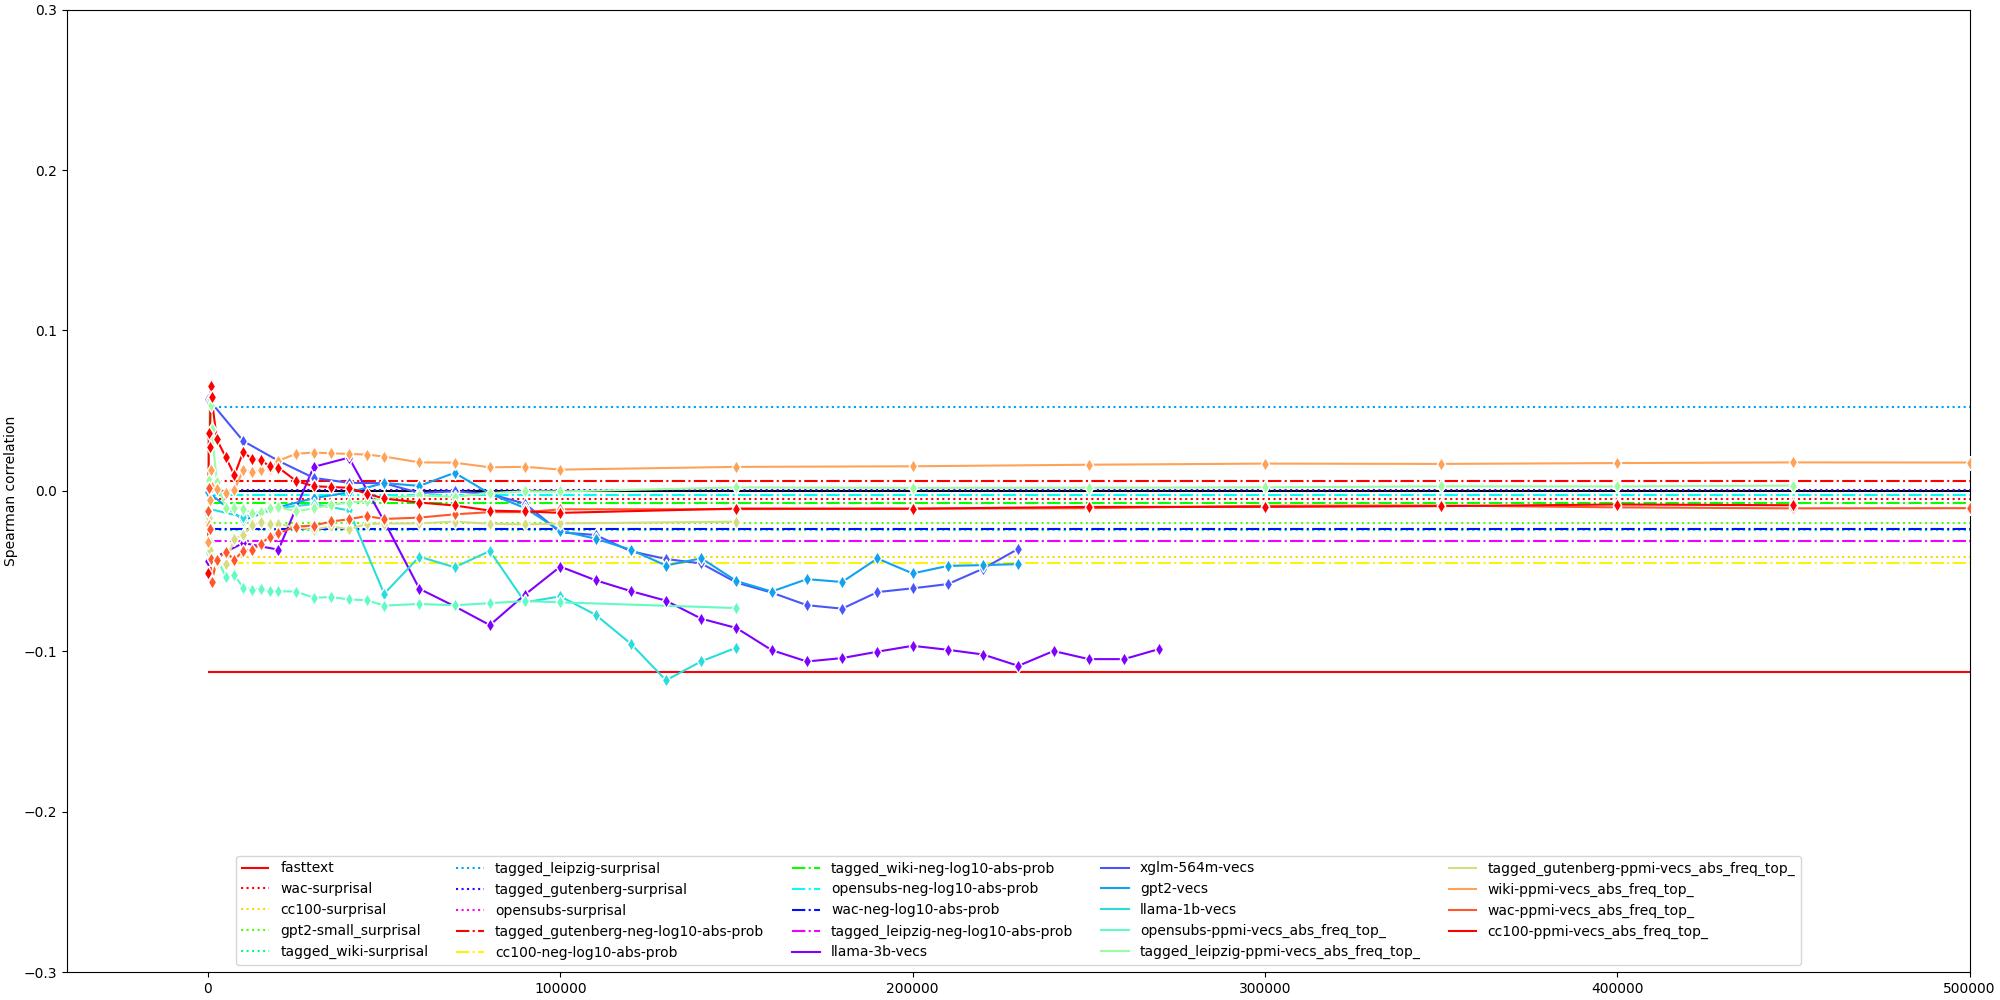 0.3
0.2
0.1
0.0
−0.1
−0.2
−0.3
Spearman correlation
fasttext
wac-surprisal
cc100-surprisal
gpt2-small_surprisal
tagged_wiki-surprisal
tagged_leipzig-surprisal
tagged_gutenberg-surprisal
opensubs-surprisal
tagged_gutenberg-neg-log10-abs-prob
cc100-neg-log10-abs-prob
tagged_wiki-neg-log10-abs-prob
opensubs-neg-log10-abs-prob
wac-neg-log10-abs-prob
tagged_leipzig-neg-log10-abs-prob
llama-3b-vecs
xglm-564m-vecs
gpt2-vecs
llama-1b-vecs
opensubs-ppmi-vecs_abs_freq_top_
tagged_leipzig-ppmi-vecs_abs_freq_top_
tagged_gutenberg-ppmi-vecs_abs_freq_top_
wiki-ppmi-vecs_abs_freq_top_
wac-ppmi-vecs_abs_freq_top_
cc100-ppmi-vecs_abs_freq_top_
0 100000 200000 300000 400000 500000